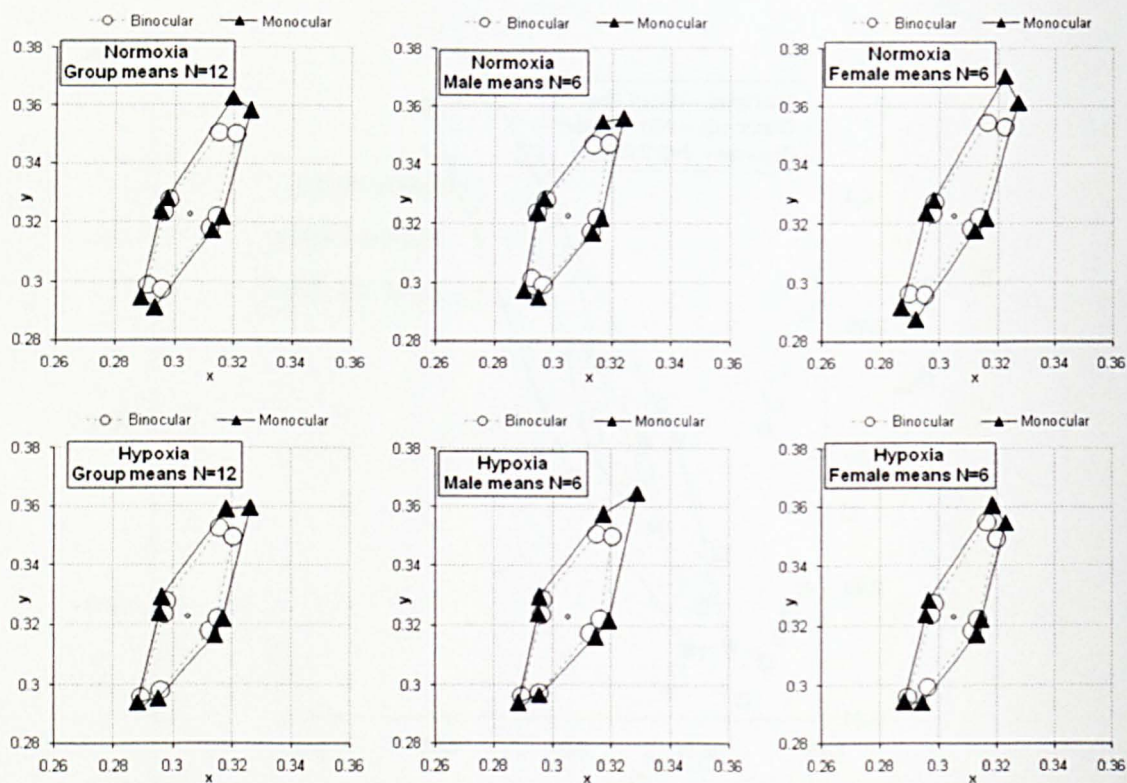 Binocular Monocular
Normoxia
Group means N=12
0.38
0.36
0.34
0.32
0.3
0.28
y
0.26 0.28 0.3 0.32 0.34 0.36
x
Binocular Monocular
Normoxia
Male means N=6
0.38
0.36
0.34
0.32
0.3
0.28
y
0.26 0.28 0.3 0.32 0.34 0.36
x
Binocular Monocular
Normoxia
Female means N=6
0.38
0.36
0.34
0.32
0.3
0.28
y
0.26 0.28 0.3 0.32 0.34 0.36
x
Binocular Monocular
Hypoxia
Group means N=12
0.38
0.36
0.34
0.32
0.3
0.28
y
0.26 0.28 0.3 0.32 0.34 0.36
x
Binocular Monocular
Hypoxia
Male means N=6
0.38
0.36
0.34
0.32
0.3
0.28
y
0.26 0.28 0.3 0.32 0.34 0.36
x
Binocular Monocular
Hypoxia
Female means N=6
0.38
0.36
0.34
0.32
0.3
0.28
y
0.26 0.28 0.3 0.32 0.34 0.36
x